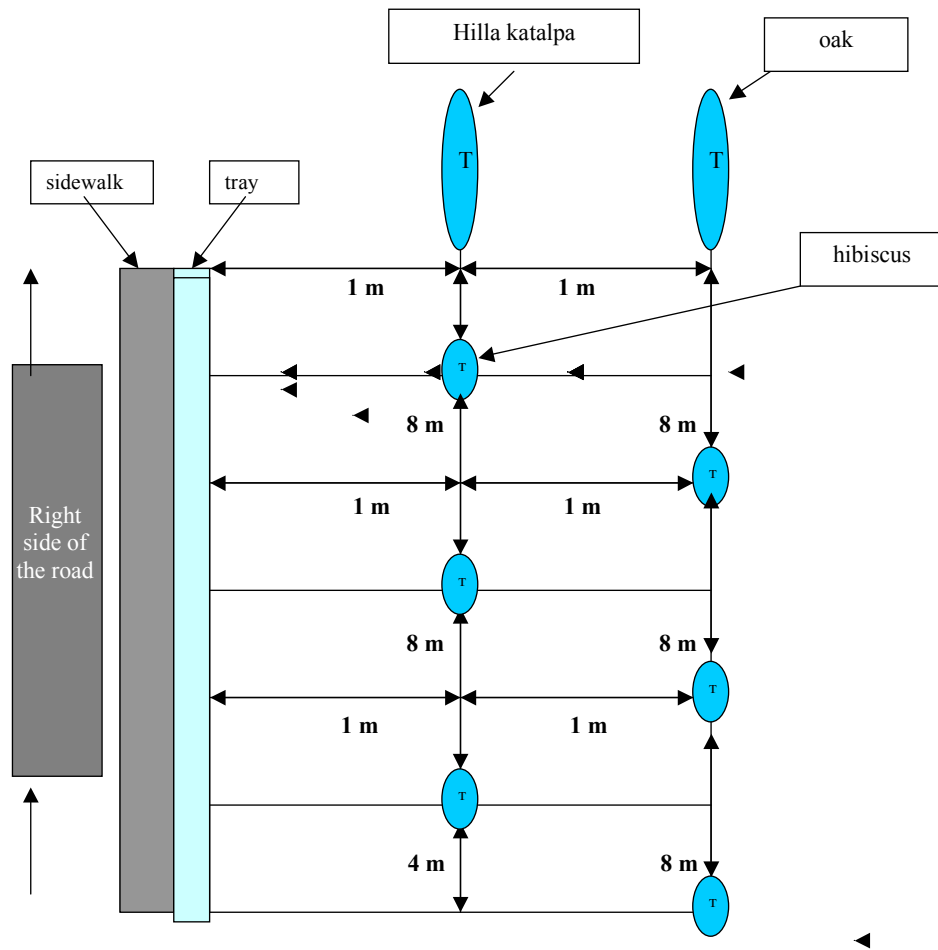 Hilla katalpa
oak
T
T
sidewalk
tray
hibiscus
1 m
1 m
T
8 m
8 m
T
1 m
1 m
Right
side of
the road
T
8 m
8 m
T
1 m
1 m
T
4 m
8 m
T